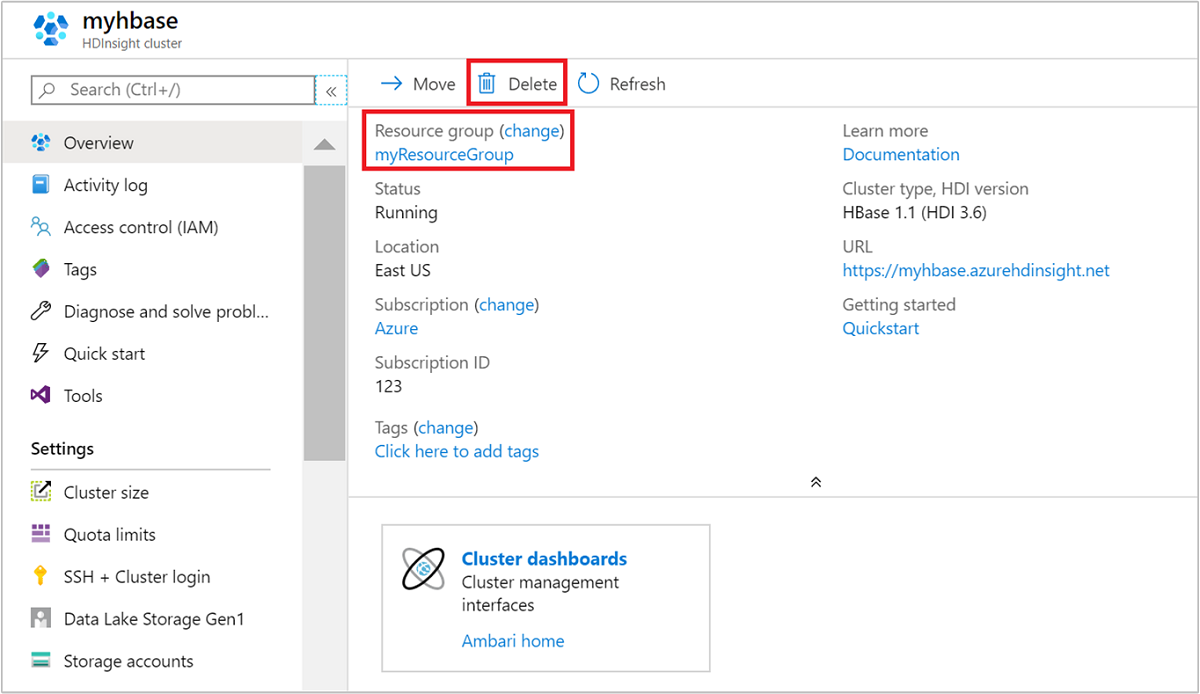 myhbase
HDInsight cluster
Search (Ctrl+/)
«
Overview
Activity log
Access control (IAM)
Tags
Diagnose and solve probl...
Quick start
Tools
Settings
Cluster size
Quota limits
SSH + Cluster login
Data Lake Storage Gen1
Storage accounts
Move
Delete
Refresh
Resource group (change)
myResourceGroup
Status
Running
Location
East US
Subscription (change)
Azure
Subscription ID
123
Tags (change)
Click here to add tags
Learn more
Documentation
Cluster type, HDI version
HBase 1.1 (HDI 3.6)
URL
https://myhbase.azurehdinsight.net
Getting started
Quickstart
Cluster dashboards
Cluster management
interfaces
Ambari home